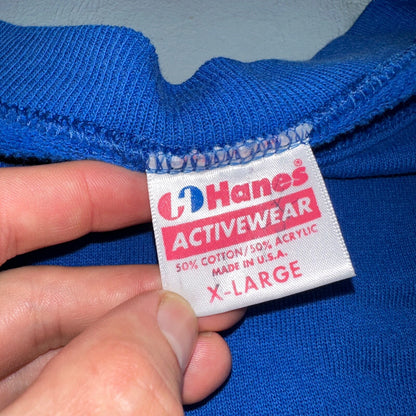 Hanes®
ACTIVEWEAR
50% COTTON/50% ACRYLIC
MADE IN U.S.A.
X-LARGE